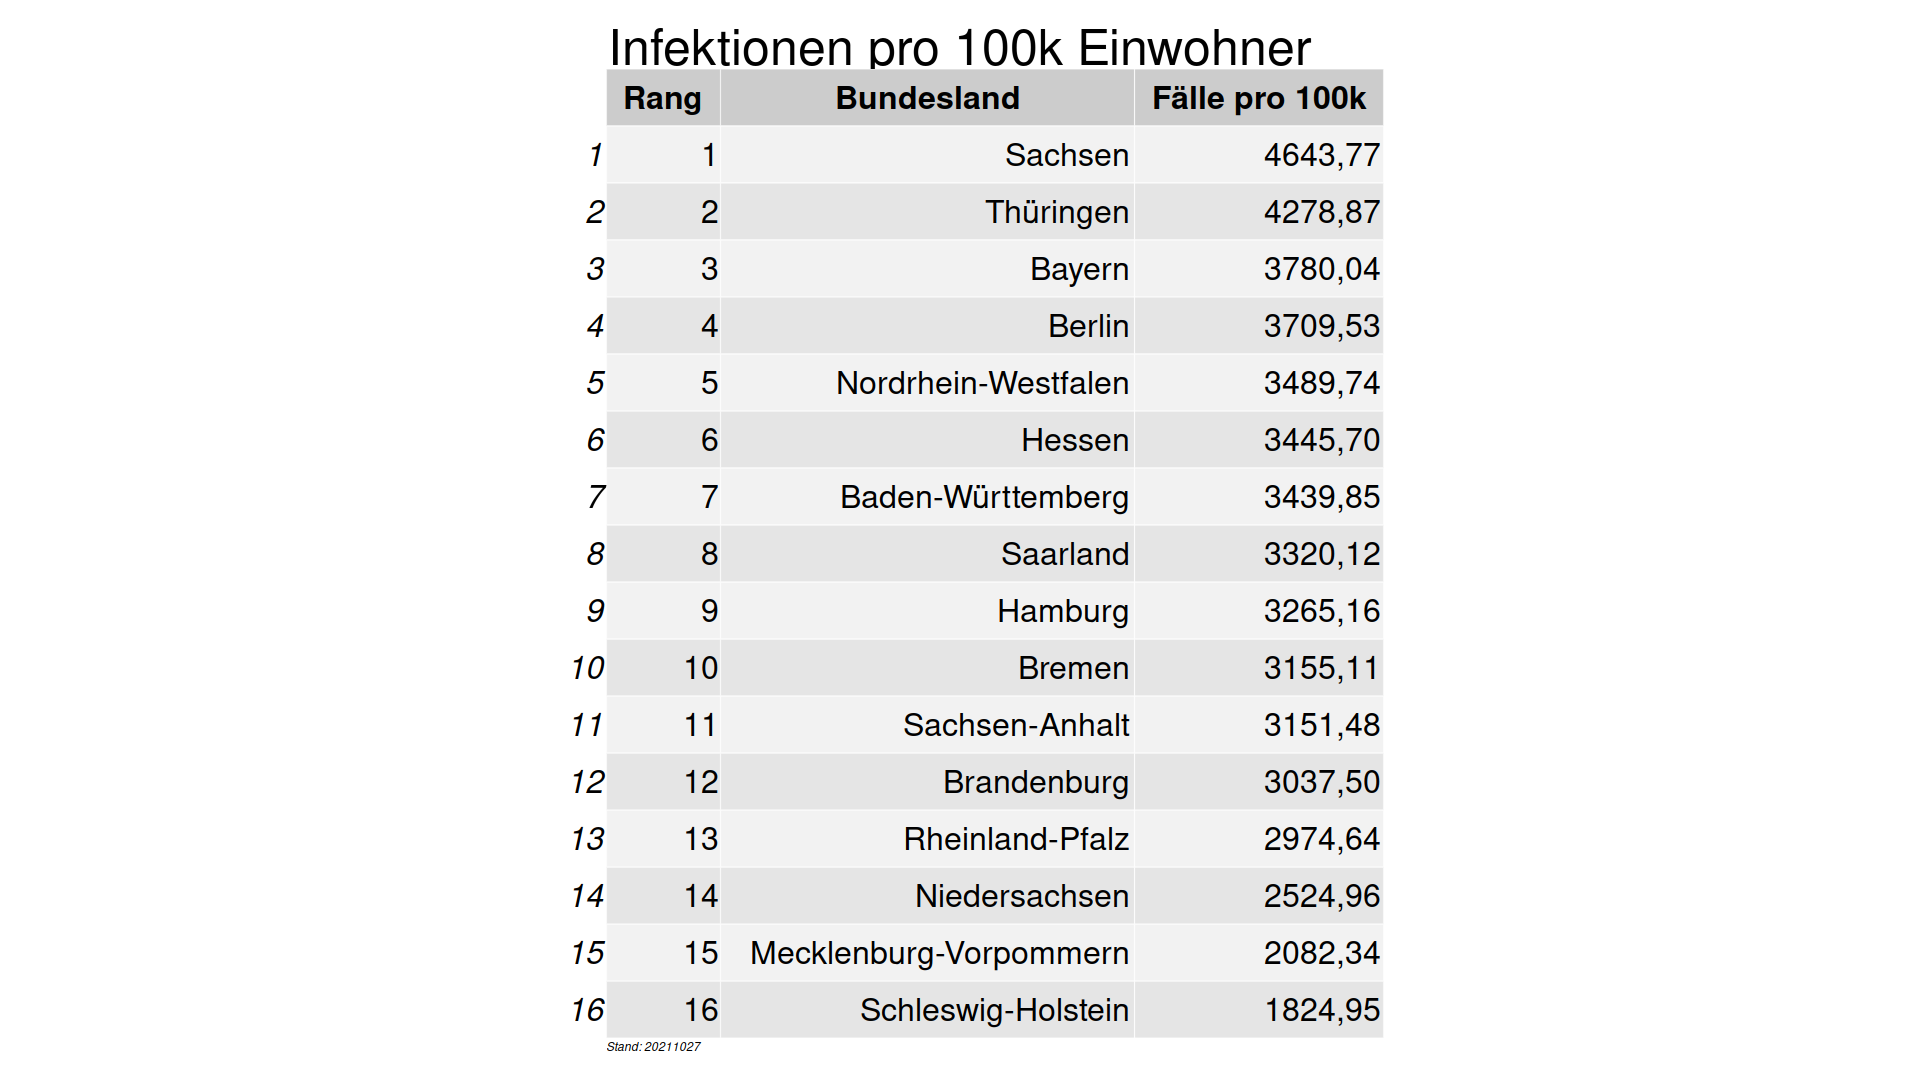 Infektionen pro 100k Einwohner
Rang Bundesland Fälle pro 100k
1 1 Sachsen 4643,77
2 2 Thüringen 4278,87
3 3 Bayern 3780,04
4 4 Berlin 3709,53
5 5 Nordrhein-Westfalen 3489,74
6 6 Hessen 3445,70
7 7 Baden-Württemberg 3439,85
8 8 Saarland 3320,12
9 9 Hamburg 3265,16
10 10 Bremen 3155,11
11 11 Sachsen-Anhalt 3151,48
12 12 Brandenburg 3037,50
13 13 Rheinland-Pfalz 2974,64
14 14 Niedersachsen 2524,96
15 15 Mecklenburg-Vorpommern 2082,34
16 16 Schleswig-Holstein 1824,95
Stand: 20211027